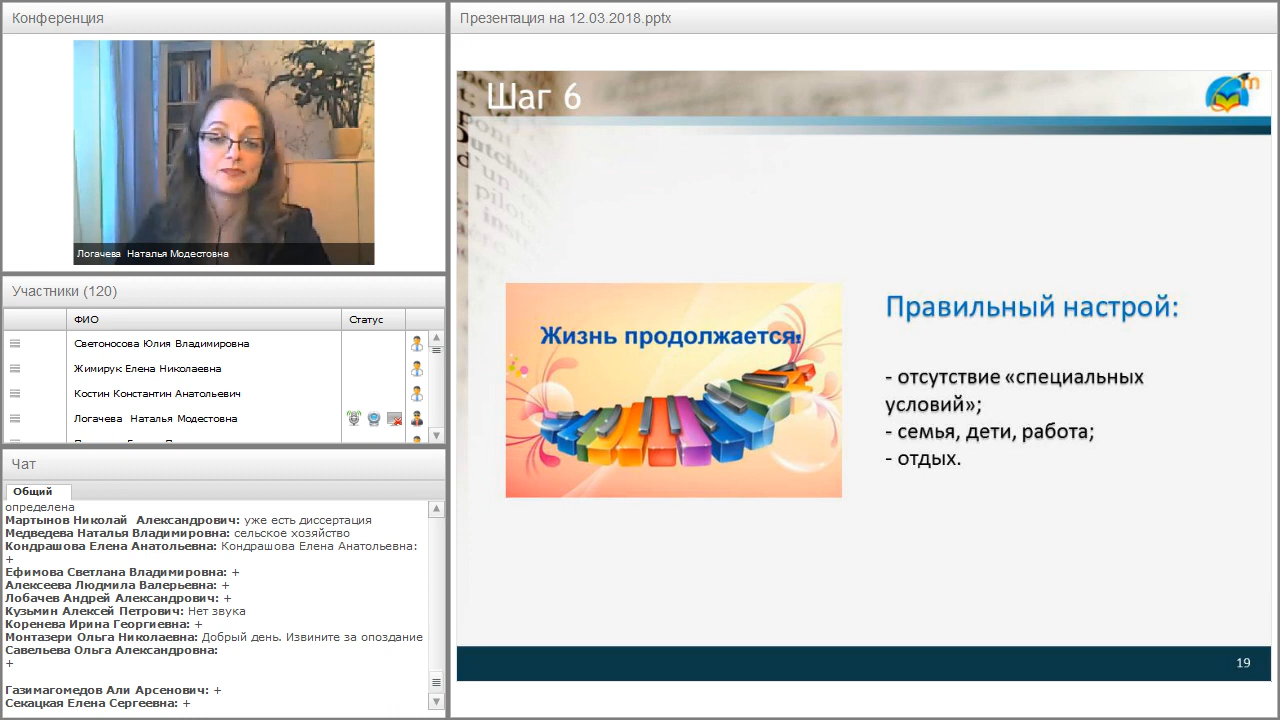 Конференция
Логачева Наталья Модестовна
Участники (120)
ФИО
Статус
Светоносова Юлия Владимировна
Жимирук Елена Николаевна
Костин Константин Анатольевич
Логачева Наталья Модестовна
Чат
Общий
определена
Мартынов Николай Александрович: уже есть диссертация
Медведева Наталья Владимировна: сельское хозяйство
Кондрашова Елена Анатольевна: Кондрашова Елена Анатольевна:
+
Ефимова Светлана Владимировна: +
Алексеева Людмила Валерьевна: +
Лобачев Андрей Александрович: +
Кузьмин Алексей Петрович: Нет звука
Коренева Ирина Георгиевна: +
Монтазери Ольга Николаевна: Добрый день. Извините за опоздание
Савельева Ольга Александровна:
+
Газимагомедов Али Арсенович: +
Секацкая Елена Сергеевна: +
Презентация на 12.03.2018.pptx
Шаг 6
Жизнь продолжается!
Правильный настрой:
- отсутствие «специальных
условий»;
- семья, дети, работа;
- отдых.
19